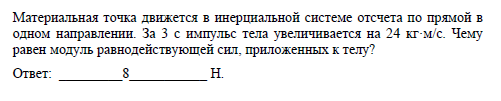 Материальная точка движется в инерциальной системе отсчета по прямой в
одном направлении. За 3 с импульс тела увеличивается на 24 кг·м/с. Чему
равен модуль равнодействующей сил, приложенных к телу?
Ответ: _________8___________ Н.